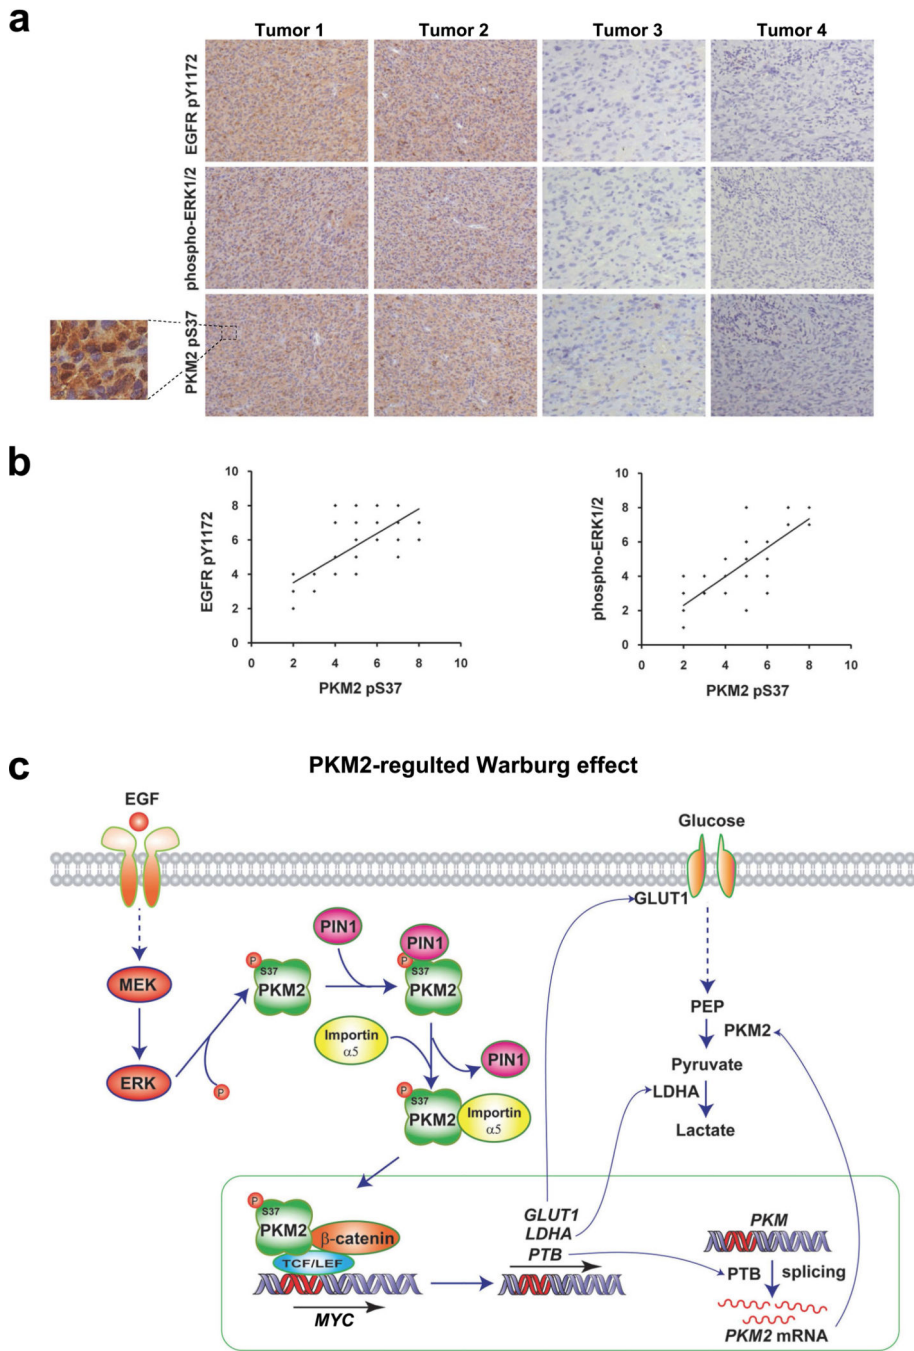 a
Tumor 1 Tumor 2 Tumor 3 Tumor 4
EGFR pY1172
phospho-ERK1/2
PKM2 pS37
b
10
8
6
4
2
0
0 2 4 6 8 10
EGFR pY1172
PKM2 pS37
10
8
6
4
2
0
0 2 4 6 8 10
phospho-ERK1/2
PKM2 pS37
c
PKM2-regulted Warburg effect
EGF
Glucose
GLUT1
MEK
ERK
P
P
S37
PKM2
PIN1
PIN1
P
S37
PKM2
Importin
α5
PIN1
P
S37
PKM2
Importin
α5
PEP
PKM2
Pyruvate
LDHA
Lactate
P
S37
PKM2
β-catenin
TCF/LEF
MYC
GLUT1
LDHA
PTB
PKM
PTB
splicing
PKM2 mRNA